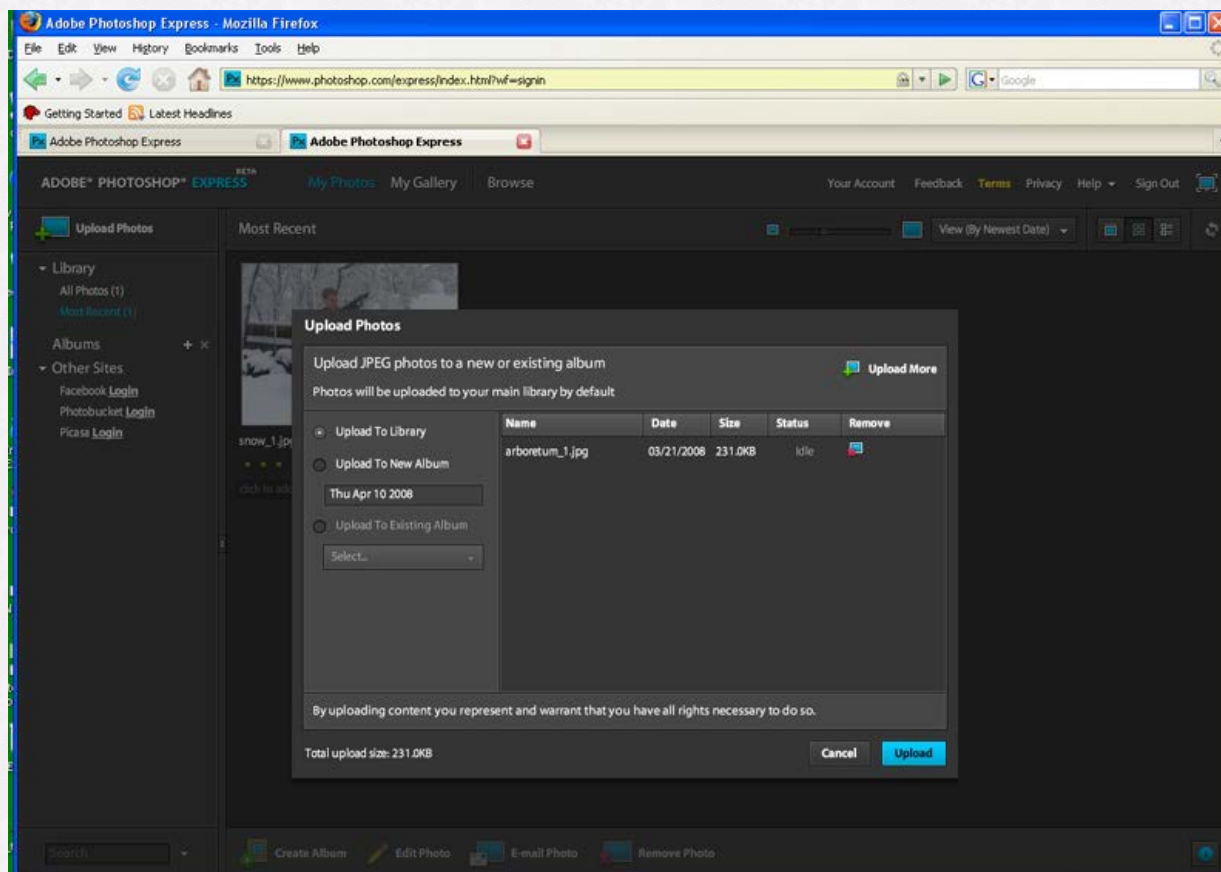 Adobe Photoshop Express - Mozilla Firefox
File Edit View History Bookmarks Tools Help
https://www.photoshop.com/express/index.html?wf=signin
Google
Getting Started Latest Headlines
Adobe Photoshop Express
Adobe Photoshop Express
ADOBE® PHOTOSHOP® EXPRESS BETA My Photos My Gallery Browse Your Account Feedback Terms Privacy Help Sign Out
Upload Photos Most Recent View (By Newest Date)
Library
All Photos (1)
Most Recent (1)
Albums
Other Sites
Facebook Login
Photobucket Login
Picasa Login
snow_1.jp
click to ad
Upload Photos
Upload JPEG photos to a new or existing album
Upload More
Photos will be uploaded to your main library by default
Upload To Library
Upload To New Album
Thu Apr 10 2008
Upload To Existing Album
Select...
Name Date Size Status Remove
arboretum_1.jpg 03/21/2008 231.0KB Idle
By uploading content you represent and warrant that you have all rights necessary to do so.
Total upload size: 231.0KB Cancel Upload
Search Create Album Edit Photo E-mail Photo Remove Photo